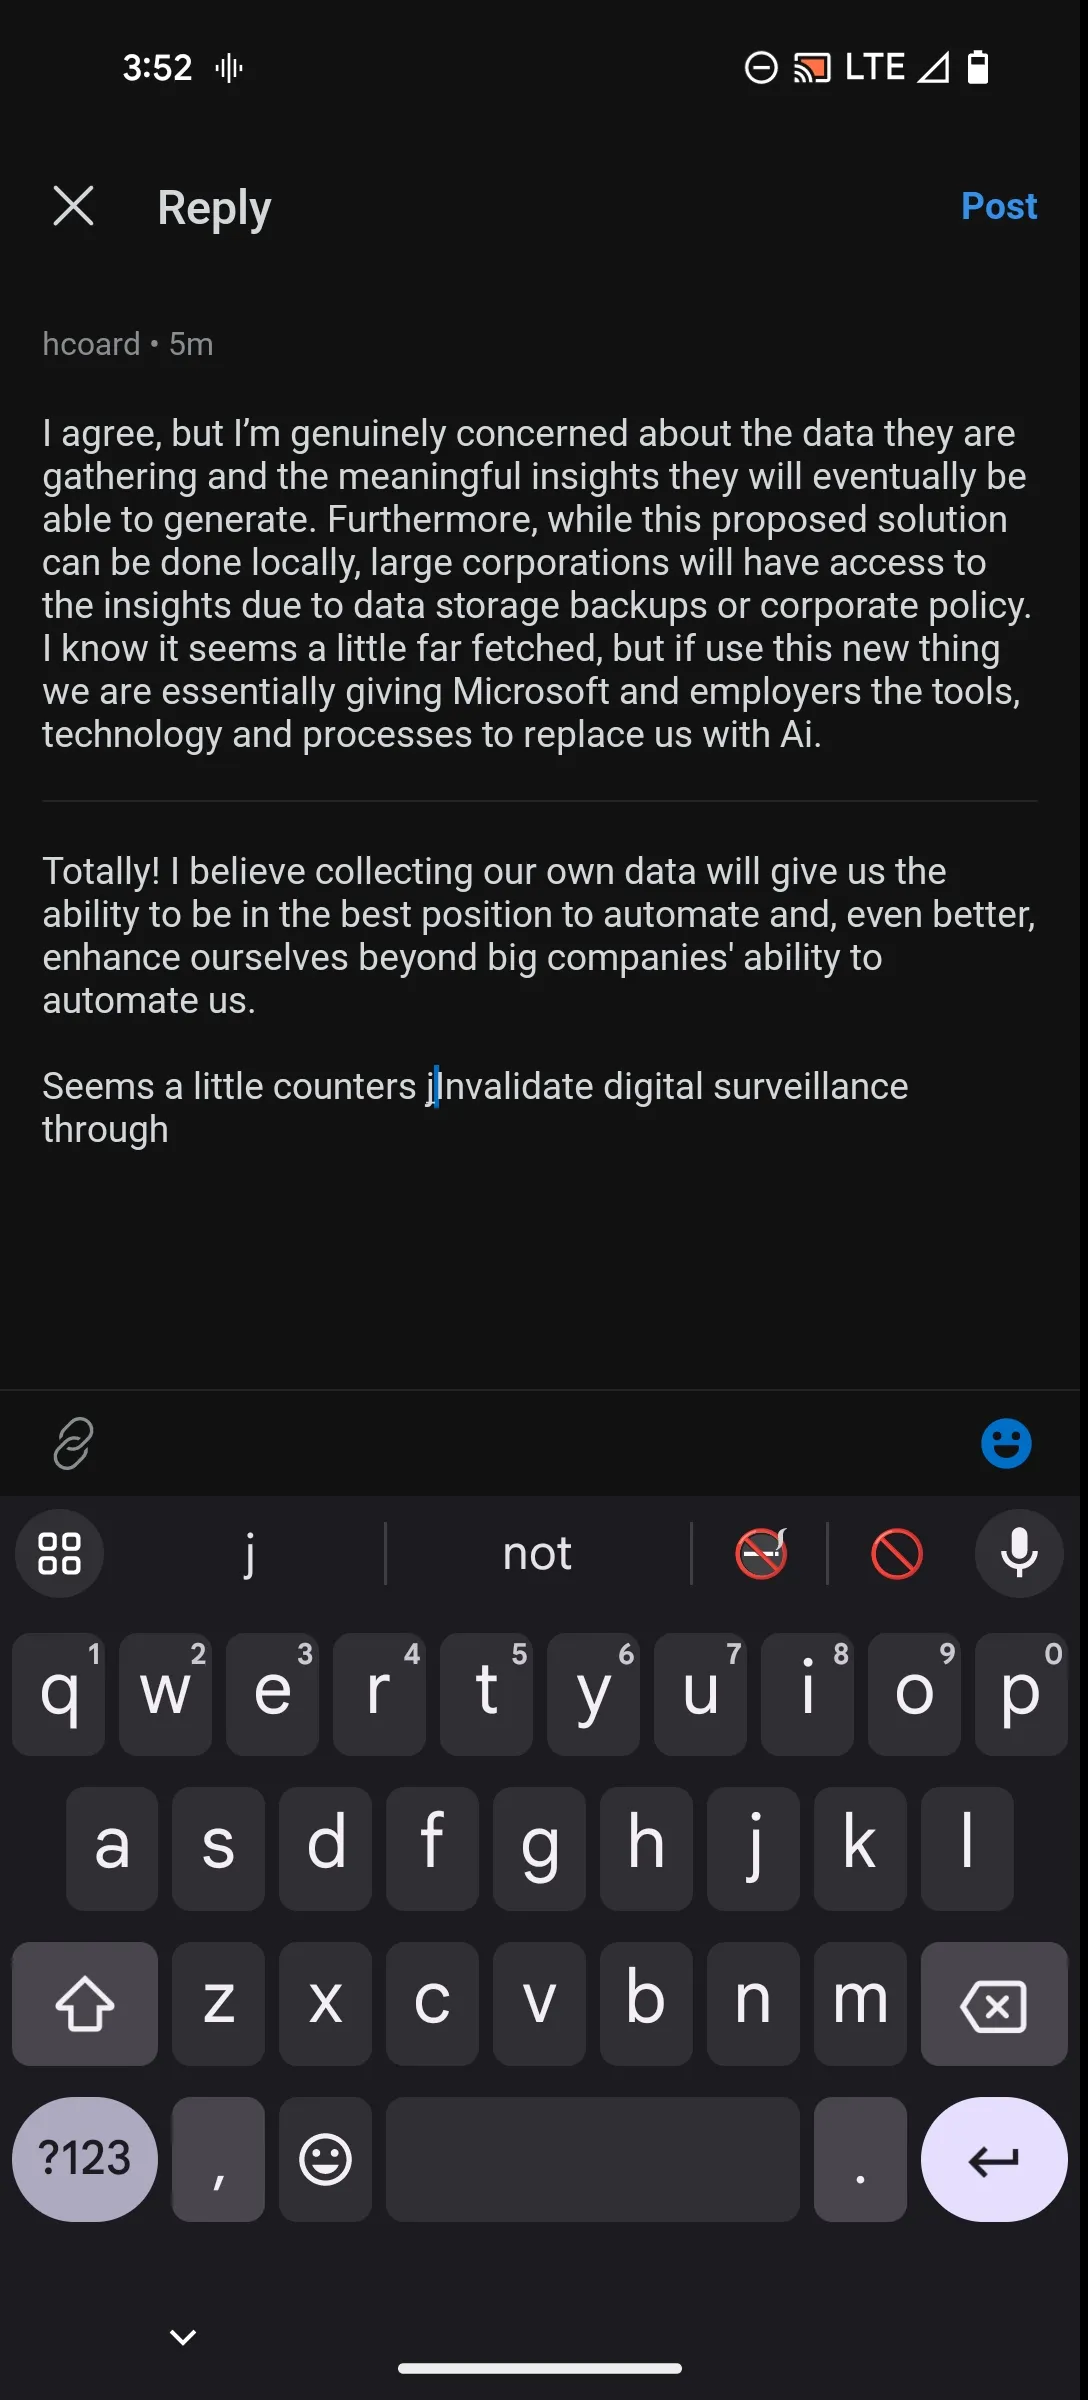 3:52 LTE
Reply Post
hcoard • 5m
I agree, but I’m genuinely concerned about the data they are
gathering and the meaningful insights they will eventually be
able to generate. Furthermore, while this proposed solution
can be done locally, large corporations will have access to
the insights due to data storage backups or corporate policy.
I know it seems a little far fetched, but if use this new thing
we are essentially giving Microsoft and employers the tools,
technology and processes to replace us with Ai.
Totally! I believe collecting our own data will give us the
ability to be in the best position to automate and, even better,
enhance ourselves beyond big companies' ability to
automate us.
Seems a little counters jInvalidate digital surveillance
through
j not
q 1 w 2 e 3 r 4 t 5 y 6 u 7 i 8 o 9 p 0
a s d f g h j k l
z x c v b n m
?123 , .